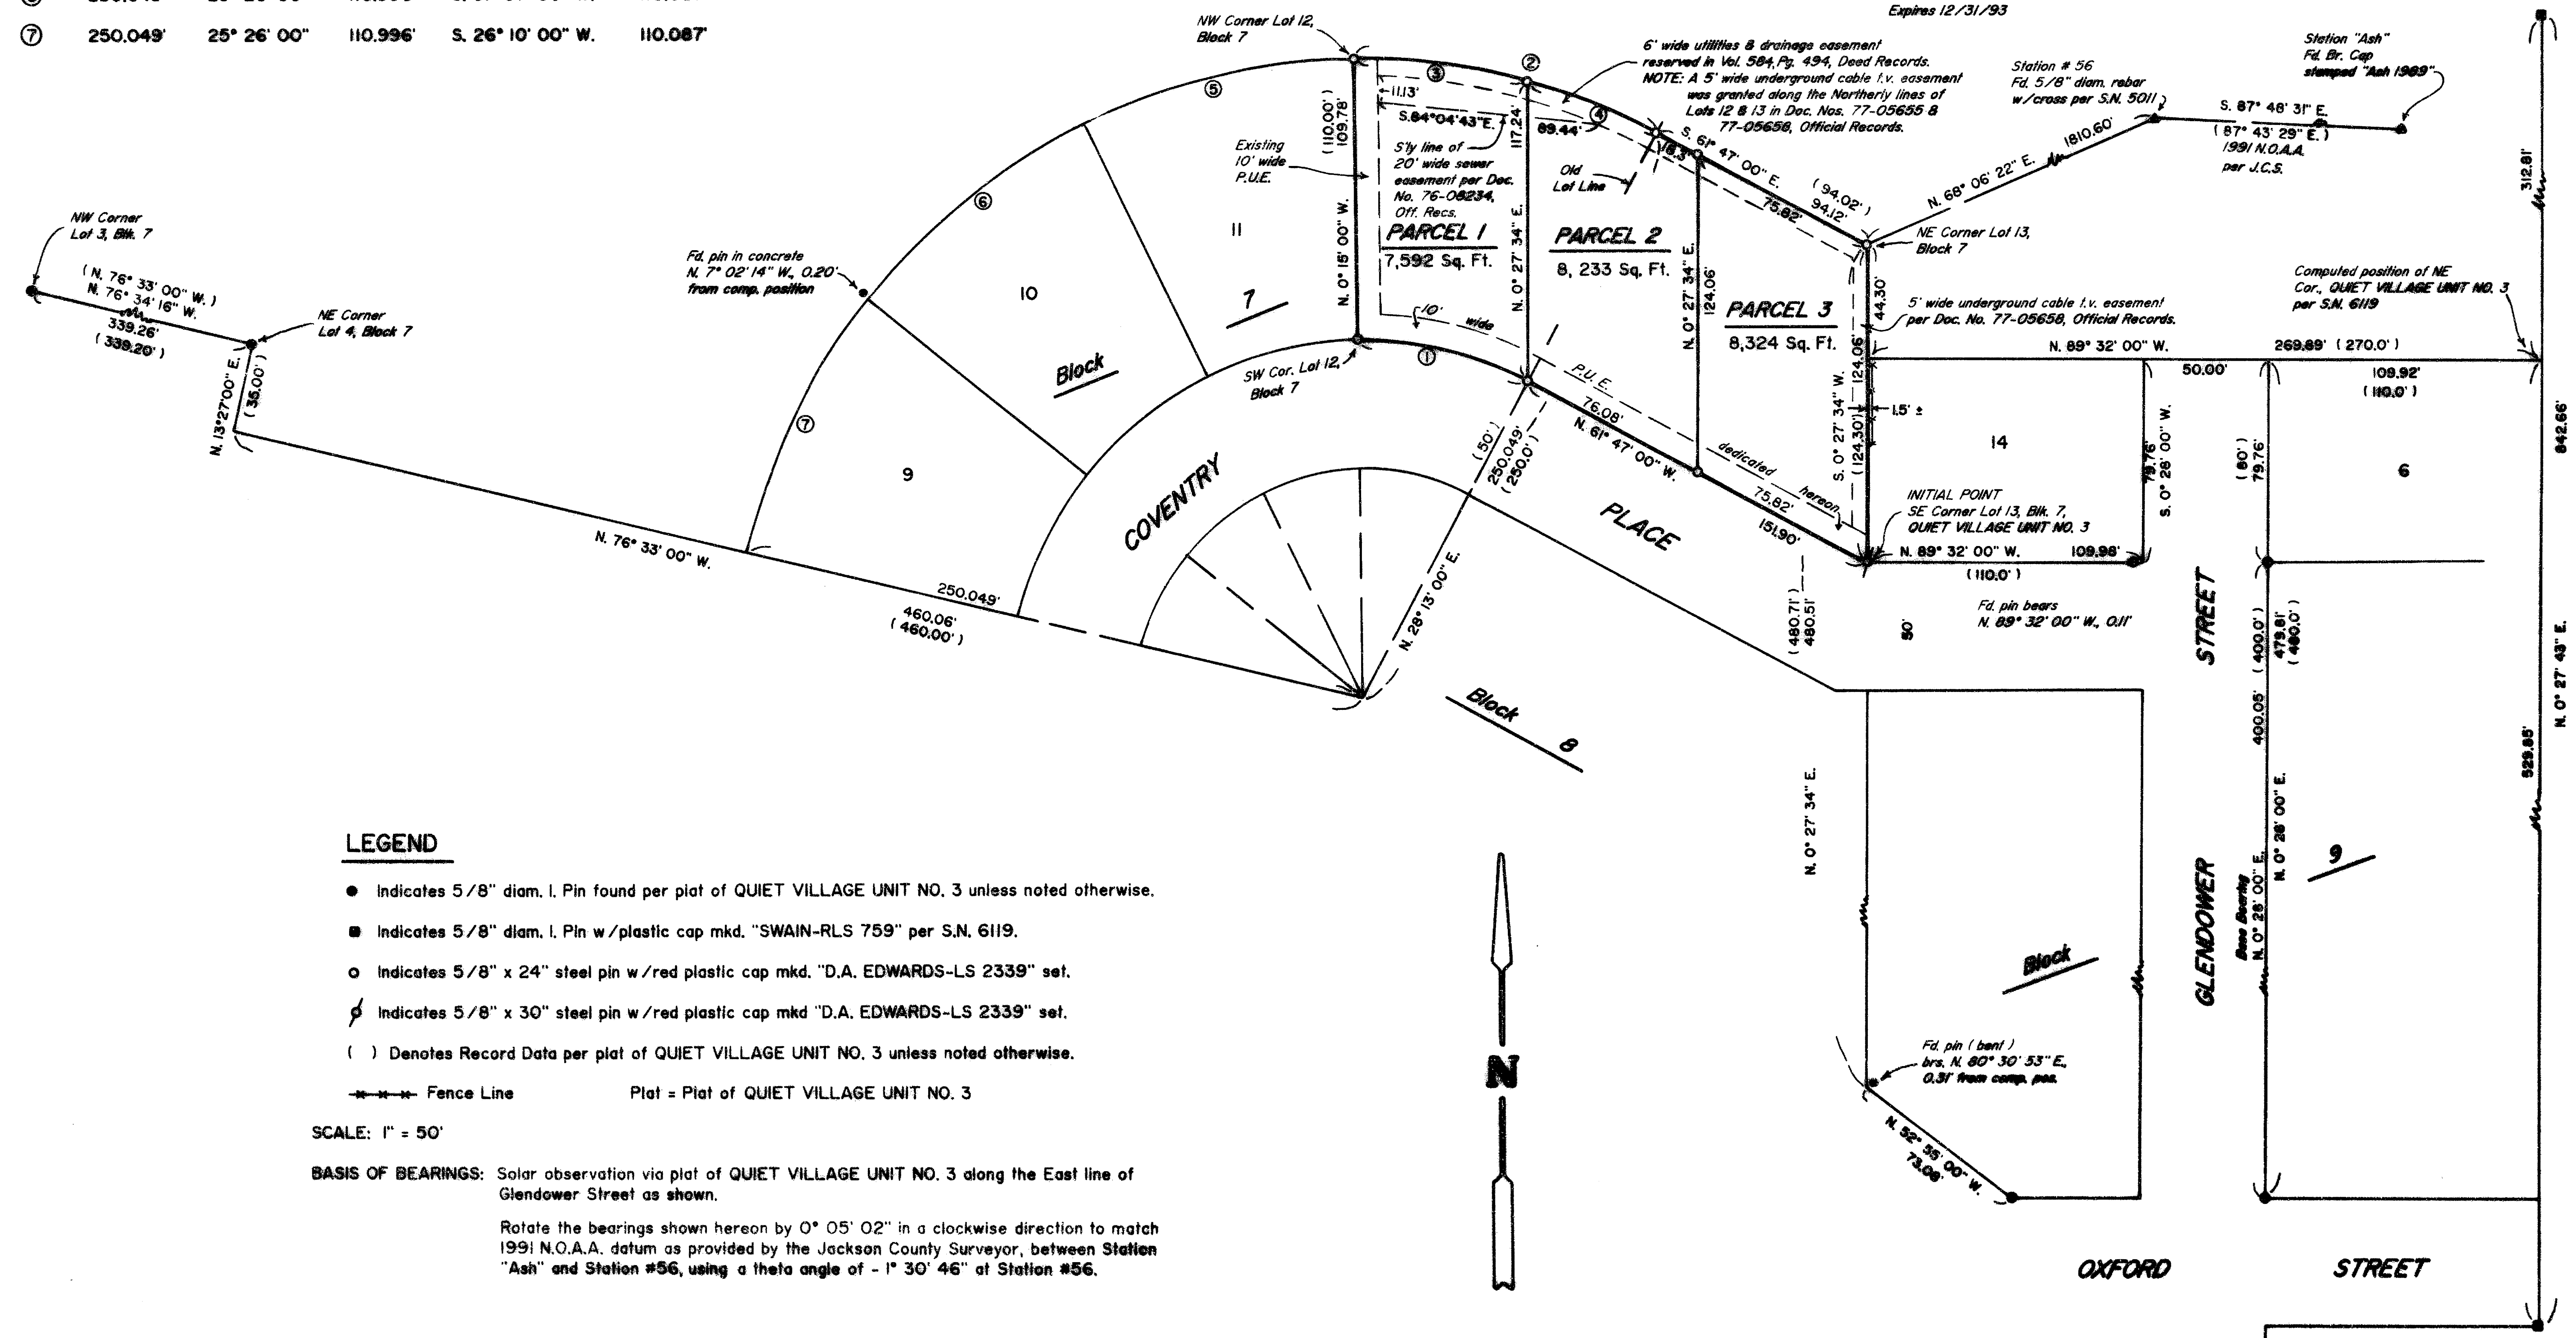 ⑦ 250.049' 25° 26' 00" 110.996' S. 26° 10' 00" W. 110.087'
Expires 12/31/93
NW Corner Lot 12,
Block 7
6' wide utilities & drainage easement
reserved in Vol. 584, Pg. 494, Deed Records.
NOTE: A 5' wide underground cable t.v. easement
was granted along the Northerly lines of
Lots 12 & 13 in Doc. Nos. 77-05655 &
77-05658, Official Records.
Station # 56
Fd. 5/8" diam. rebar
w/cross per S.N. 5011
Station "Ash"
Fd. Br. Cap
stamped "Ash 1989"
S. 87° 48' 31" E.
( 87° 43' 29" E. )
1991 N.O.A.A.
per J.C.S.
1810.60'
N. 68° 06' 22" E.
312.81'
②
③
④
⑤
⑥
⑦
①
11.13'
S. 84° 04' 43" E.
89.44'
(110.00')
109.78'
N. 0° 15' 00" W.
117.24'
N. 0° 27' 34" E.
Existing
10' wide
P.U.E.
S'ly line of
20' wide sewer
easement per Doc.
No. 76-08234,
Off. Recs.
Old
Lot Line
18.3'
S. 61° 47' 00" E.
( 94.02' )
94.12'
75.82'
PARCEL 1
7,592 Sq. Ft.
PARCEL 2
8,233 Sq. Ft.
PARCEL 3
8,324 Sq. Ft.
N. 0° 27' 34" E.
124.06'
NE Corner Lot 13,
Block 7
44.30'
5' wide underground cable t.v. easement
per Doc. No. 77-05658, Official Records.
Computed position of NE
Cor., QUIET VILLAGE UNIT NO. 3
per S.N. 6119
N. 89° 32' 00" W.
269.89' ( 270.0' )
50.00'
109.92'
( 110.0' )
NW Corner
Lot 3, Blk. 7
( N. 76° 33' 00" W. )
N. 76° 34' 16" W.
339.26'
( 339.20' )
NE Corner
Lot 4, Block 7
N. 13° 27' 00" E.
( 35.00' )
Fd. pin in concrete
N. 7° 02' 14" W., 0.20'
from comp. position
11
10
9
7
Block
SW Cor. Lot 12,
Block 7
10'
wide
P.U.E.
dedicated
hereon
76.08'
N. 61° 47' 00" W.
75.82'
151.90'
S. 0° 27' 34" W.
( 124.30' )
124.06'
1.5' ±
14
79.76'
S. 0° 28' 00" W.
( 80' )
79.76'
6
842.66'
INITIAL POINT
SE Corner Lot 13, Blk. 7,
QUIET VILLAGE UNIT NO. 3
N. 89° 32' 00" W. 109.98'
( 110.0' )
Fd. pin bears
N. 89° 32' 00" W., 0.11'
COVENTRY
PLACE
( 50' )
250.049'
( 250.0' )
N. 28° 13' 00" E.
N. 76° 33' 00" W.
250.049'
460.06'
( 460.00' )
( 480.71' )
480.51'
50'
STREET
GLENDOWER
( 400.0' )
400.05'
479.81'
( 480.0' )
N. 0° 27' 43" E.
529.85'
Base Bearing
N. 0° 28' 00" E.
N. 0° 28' 00" E.
Block
8
N. 0° 27' 34" E.
9
Block
Fd. pin ( bent )
brs. N. 80° 30' 53" E.,
0.31' from comp. pos.
N. 52° 55' 00" W.
73.08'
OXFORD
STREET
N
LEGEND
● Indicates 5/8" diam. I. Pin found per plat of QUIET VILLAGE UNIT NO. 3 unless noted otherwise.
■ Indicates 5/8" diam. I. Pin w/plastic cap mkd. "SWAIN-RLS 759" per S.N. 6119.
o Indicates 5/8" x 24" steel pin w/red plastic cap mkd. "D.A. EDWARDS-LS 2339" set.
Indicates 5/8" x 30" steel pin w/red plastic cap mkd "D.A. EDWARDS-LS 2339" set.
( ) Denotes Record Data per plat of QUIET VILLAGE UNIT NO. 3 unless noted otherwise.
Fence Line Plat = Plat of QUIET VILLAGE UNIT NO. 3
SCALE: 1" = 50'
BASIS OF BEARINGS: Solar observation via plat of QUIET VILLAGE UNIT NO. 3 along the East line of
Glendower Street as shown.
Rotate the bearings shown hereon by 0° 05' 02" in a clockwise direction to match
1991 N.O.A.A. datum as provided by the Jackson County Surveyor, between Station
"Ash" and Station #56, using a theta angle of - 1° 30' 46" at Station #56.